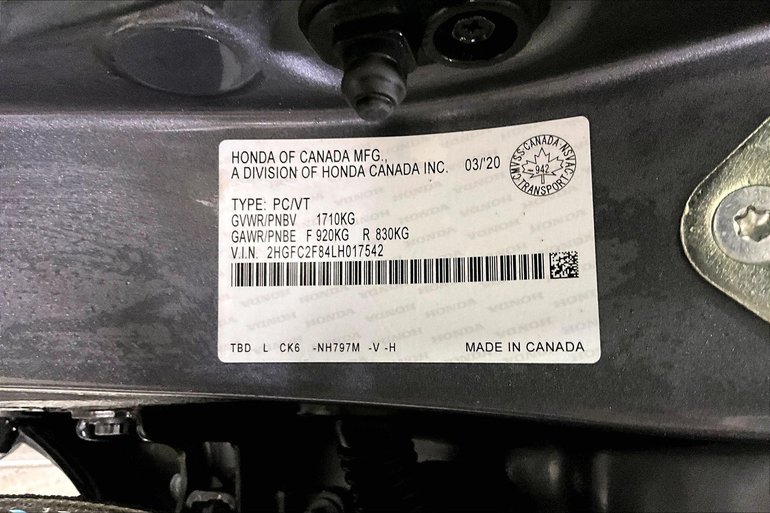 HONDA OF CANADA MFG.,
A DIVISION OF HONDA CANADA INC. 03/'20
CMVSS·CANADA·NSVAC
942
TRANSPORT
TYPE: PC/VT
GVWR/PNBV 1710KG
GAWR/PNBE F 920KG R 830KG
V.I.N. 2HGFC2F84LH017542
TBD L CK6 -NH797M -V -H MADE IN CANADA